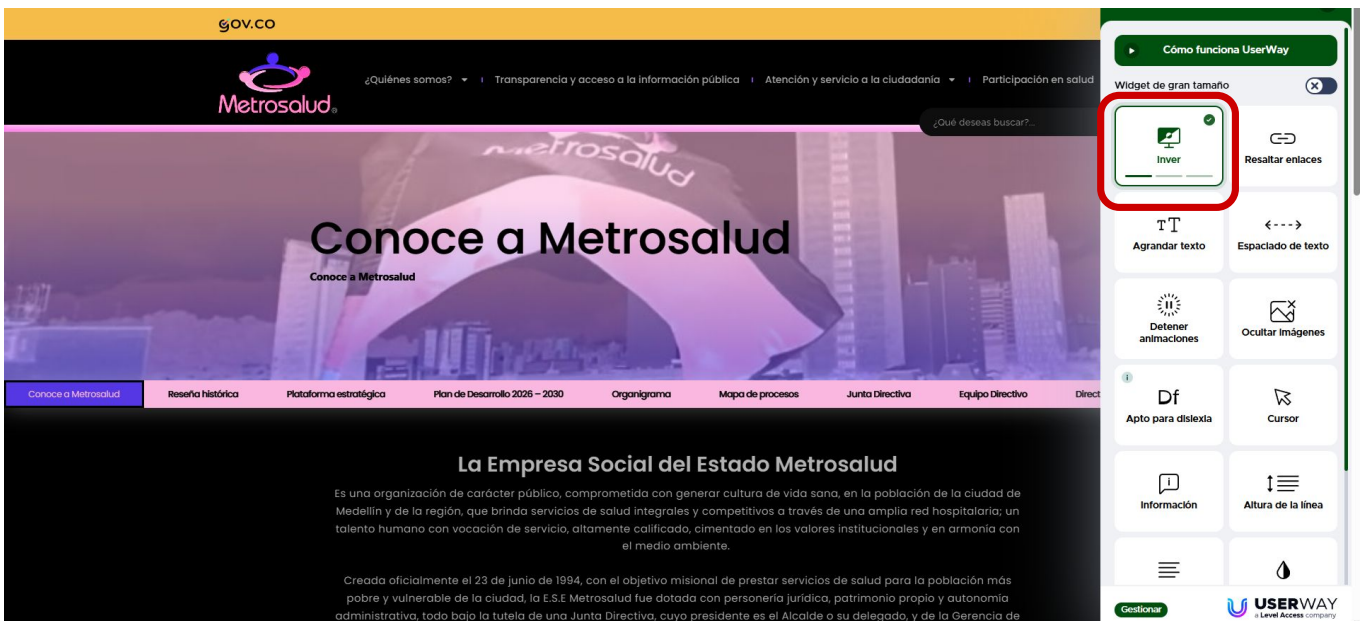 GOV.CO
Metrosalud®
¿Quiénes somos?
Transparencia y acceso a la información pública
Atención y servicio a la ciudadanía
Participación en salud
¿Qué deseas buscar?...
metrosalud
Conoce a Metrosalud
Conoce a Metrosalud
Conoce a Metrosalud
Reseña histórica
Plataforma estratégica
Plan de Desarrollo 2026 – 2030
Organigrama
Mapa de procesos
Junta Directiva
Equipo Directivo
Direct
La Empresa Social del Estado Metrosalud
Es una organización de carácter público, comprometida con generar cultura de vida sana, en la población de la ciudad de
Medellín y de la región, que brinda servicios de salud integrales y competitivos a través de una amplia red hospitalaria; un
talento humano con vocación de servicio, altamente calificado, cimentado en los valores institucionales y en armonía con
el medio ambiente.
Creada oficialmente el 23 de junio de 1994, con el objetivo misional de prestar servicios de salud para la población más
pobre y vulnerable de la ciudad, la E.S.E Metrosalud fue dotada con personería jurídica, patrimonio propio y autonomía
administrativa, todo bajo la tutela de una Junta Directiva, cuyo presidente es el Alcalde o su delegado, y de la Gerencia de
Cómo funciona UserWay
Widget de gran tamaño
Inver
Resaltar enlaces
TT
Agrandar texto
Espaciado de texto
Detener
animaciones
Ocultar imágenes
Df
Apto para dislexia
Cursor
Información
Altura de la línea
Gestionar
USERWAY
a Level Access company